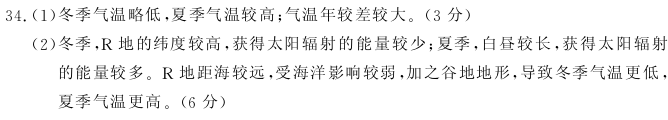 34.(1)冬季气温略低,夏季气温较高;气温年较差较大。(3 分)
(2)冬季,R 地的纬度较高,获得太阳辐射的能量较少;夏季,白昼较长,获得太阳辐射
的能量较多。R 地距海较远,受海洋影响较弱,加之谷地地形,导致冬季气温更低,
夏季气温更高。(6 分)